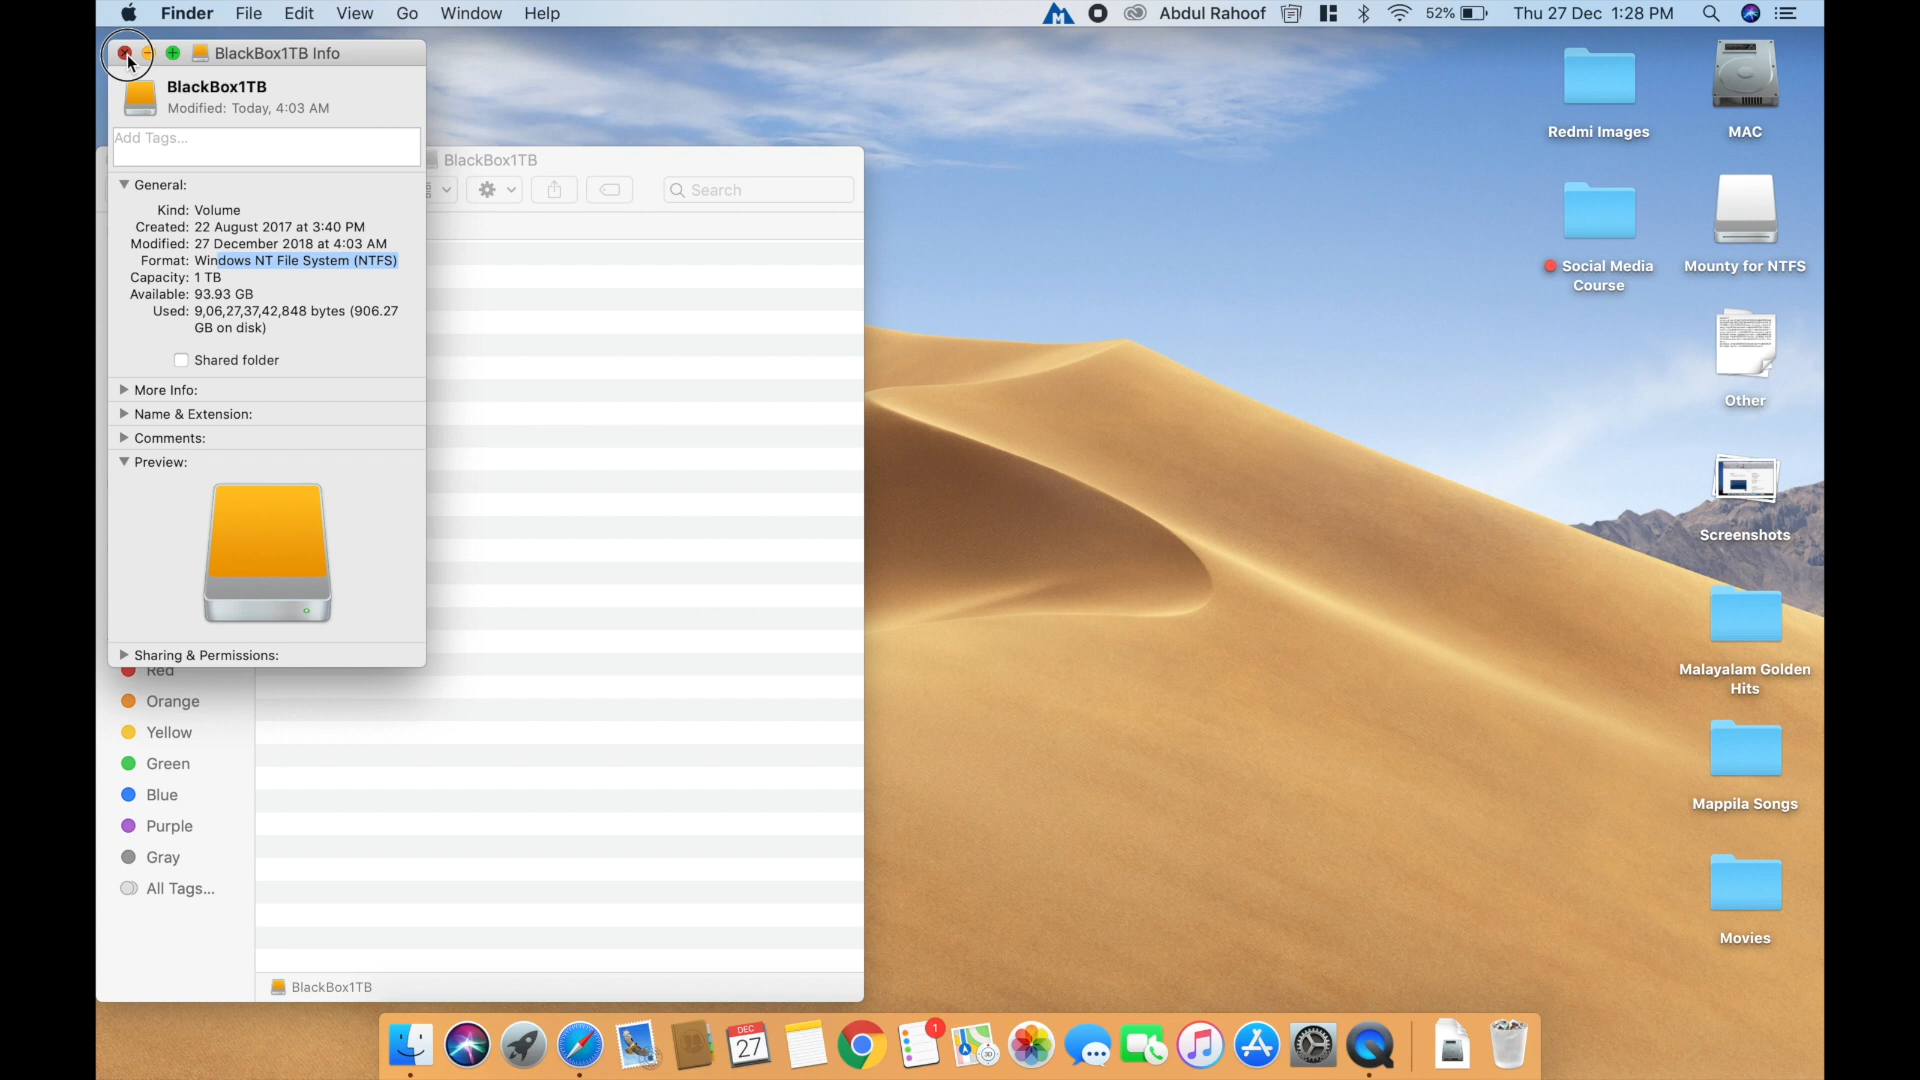 Finder File Edit View Go Window Help
Abdul Rahoof 52% Thu 27 Dec 1:28 PM
BlackBox1TB Info
BlackBox1TB
Modified: Today, 4:03 AM
Add Tags...
General:
Kind: Volume
Created: 22 August 2017 at 3:40 PM
Modified: 27 December 2018 at 4:03 AM
Format: Windows NT File System (NTFS)
Capacity: 1 TB
Available: 93.93 GB
Used: 9,06,27,37,42,848 bytes (906.27
GB on disk)
Shared folder
More Info:
Name & Extension:
Comments:
Preview:
Sharing & Permissions:
BlackBox1TB
Search
Red
Orange
Yellow
Green
Blue
Purple
Gray
All Tags...
BlackBox1TB
Redmi Images
MAC
Social Media
Course
Mounty for NTFS
Other
Screenshots
Malayalam Golden
Hits
Mappila Songs
Movies
DEC
27
1
3D